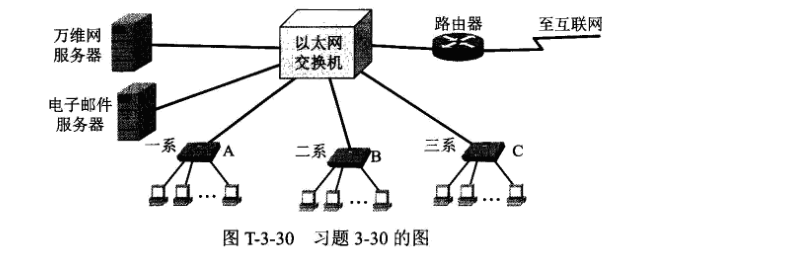 万维网
服务器
以太网
交换机
路由器
至互联网
电子邮件
服务器
一系
A
二系
B
三系
C
图 T-3-30 习题 3-30 的图